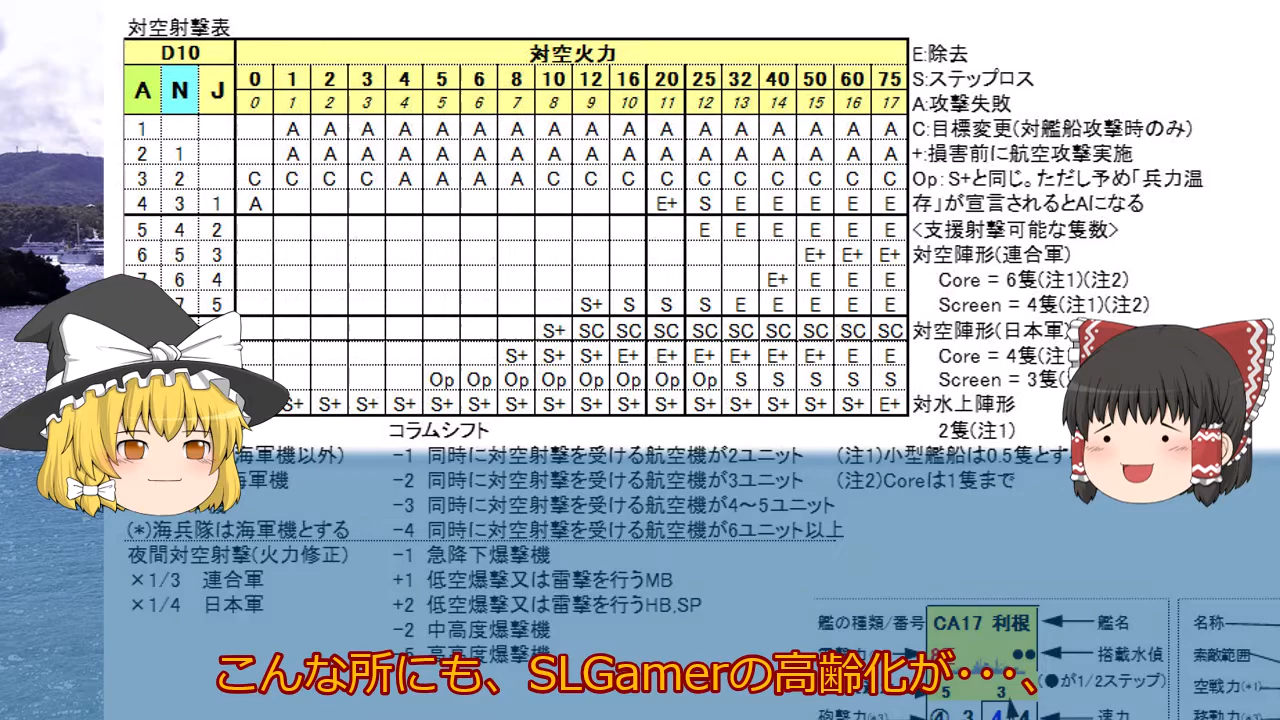 対空射撃表
D10 対空火力
A N J 0 1 2 3 4 5 6 8 10 12 16 20 25 32 40 50 60 75
0 1 2 3 4 5 6 7 8 9 10 11 12 13 14 15 16 17
1 A A A A A A A A A A A A A A A A A
2 1 A A A A A A A A A A A A A A A A A
3 2 C C C C A A A A C C C C C C C C C C
4 3 1 A E+ S E E E E E
5 4 2 E E E E E E
6 5 3 E+ E+ E+
6 4 E+ E E E
5 S+ S S S E E E E
S+ SC SC SC SC SC SC SC SC SC
S+ S+ S+ E+ E+ E+ E+ E+ E+ E E
Op Op Op Op Op Op Op Op S S S S S
S+ S+ S+ S+ S+ S+ S+ S+ S+ S+ S+ S+ S+ S+ S+ S+ E+
E:除去
S:ステップロス
A:攻撃失敗
C:目標変更(対艦船攻撃時のみ)
+:損害前に航空攻撃実施
Op:S+と同じ。ただし予め「兵力温
存」が宣言されるとAになる
<支援射撃可能な隻数>
対空陣形(連合軍)
Core = 6隻(注1)(注2)
Screen = 4隻(注1)(注2)
対空陣形(日本軍)
Core = 4隻(注
Screen = 3隻(
対水上陣形
2隻(注1)
コラムシフト
海軍機以外)
海軍機
(*)海兵隊は海軍機とする
夜間対空射撃(火力修正)
×1/3 連合軍
×1/4 日本軍
-1 同時に対空射撃を受ける航空機が2ユニット
-2 同時に対空射撃を受ける航空機が3ユニット
-3 同時に対空射撃を受ける航空機が4～5ユニット
-4 同時に対空射撃を受ける航空機が6ユニット以上
-1 急降下爆撃機
+1 低空爆撃又は雷撃を行うMB
+2 低空爆撃又は雷撃を行うHB,SP
-2 中高度爆撃機
(注1)小型艦船は0.5隻とす
(注2)Coreは1隻まで
艦の種類/番号 CA17 利根 艦名
搭載水偵
(●が1/2ステップ)
5 3
砲撃力(*3) ④ 3 4 4 速力
名称
索敵範囲
空戦力(*1)
移動力(*
こんな所にも、SLGamerの高齢化が・・・、